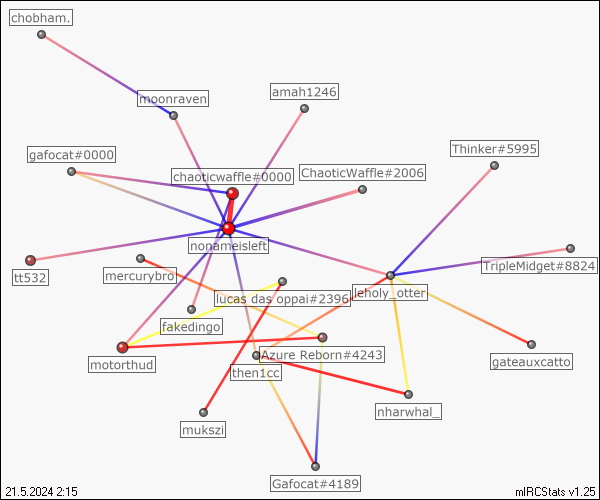 chobham.
moonraven
amah1246
gafocat#0000
Thinker#5995
chaoticwaffle#0000
ChaoticWaffle#2006
nonameisleft
tt532
mercurybro
TripleMidget#8824
leholy_otter
lucas das oppai#2396
fakedingo
Azure Reborn#4243
motorthud
gateauxcatto
then1cc
nharwhal_
mukszi
Gafocat#4189
21.5.2024 2:15
mIRCStats v1.25